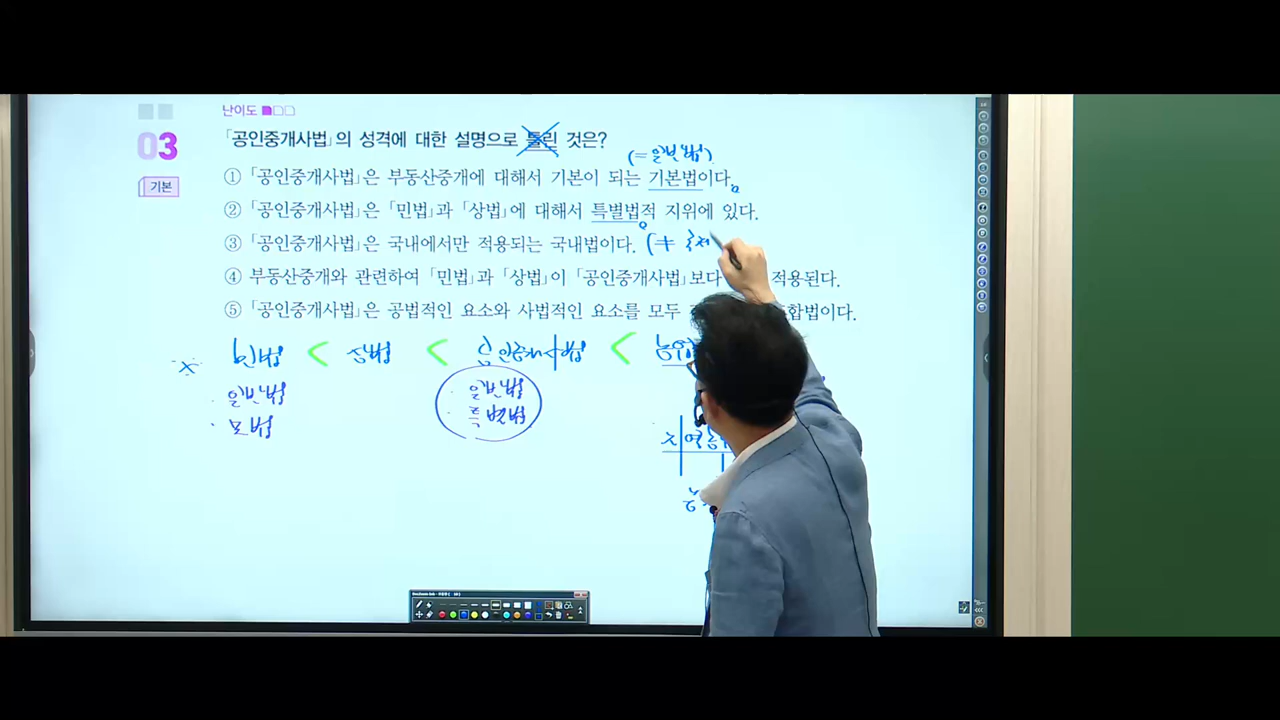 난이도
03 「공인중개사법」의 성격에 대한 설명으로 틀린 것은?
(= 일반법)
기본
① 「공인중개사법」은 부동산중개에 대해서 기본이 되는 기본법이다.
② 「공인중개사법」은 「민법」과 「상법」에 대해서 특별법적 지위에 있다.
③ 「공인중개사법」은 국내에서만 적용되는 국내법이다. (≠
④ 부동산중개와 관련하여 「민법」과 「상법」이 「공인중개사법」보다 적용된다.
⑤ 「공인중개사법」은 공법적인 요소와 사법적인 요소를 모두
민법 < 상법 < 공인중개사법 <
일반법
모법
일반법
특별법